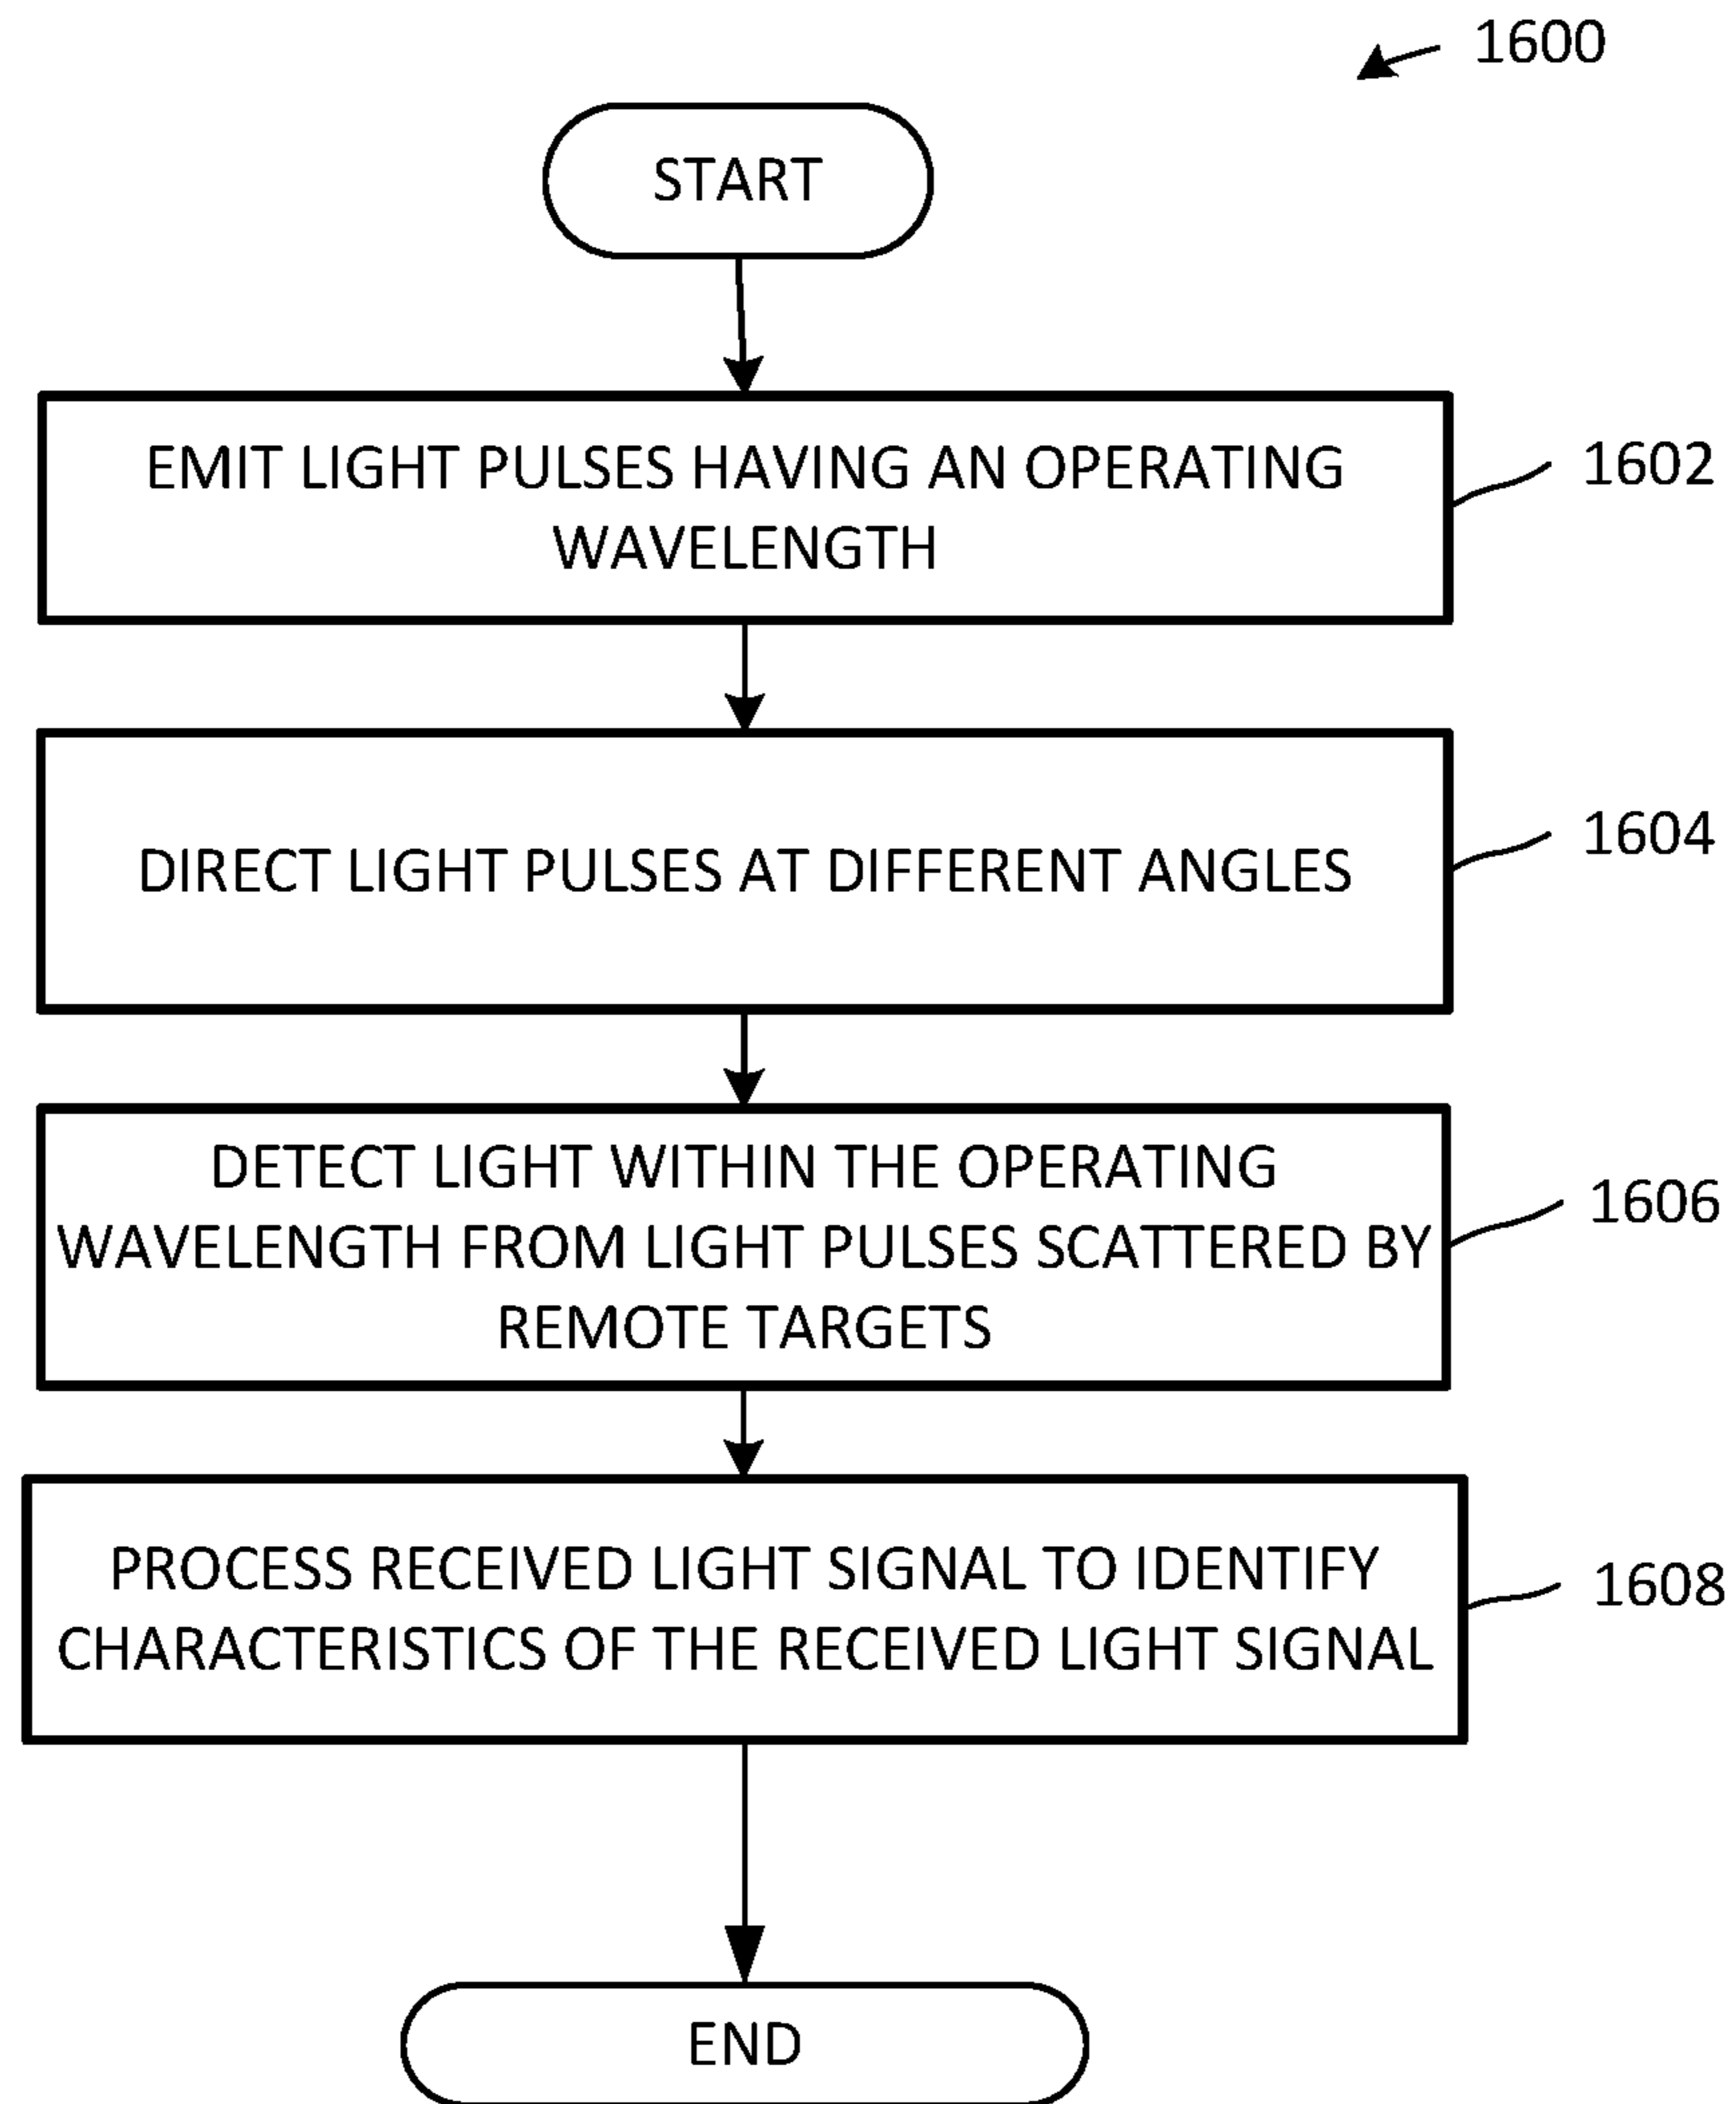 1600
START
EMIT LIGHT PULSES HAVING AN OPERATING
WAVELENGTH
1602
DIRECT LIGHT PULSES AT DIFFERENT ANGLES
1604
DETECT LIGHT WITHIN THE OPERATING
WAVELENGTH FROM LIGHT PULSES SCATTERED BY
REMOTE TARGETS
1606
PROCESS RECEIVED LIGHT SIGNAL TO IDENTIFY
CHARACTERISTICS OF THE RECEIVED LIGHT SIGNAL
1608
END